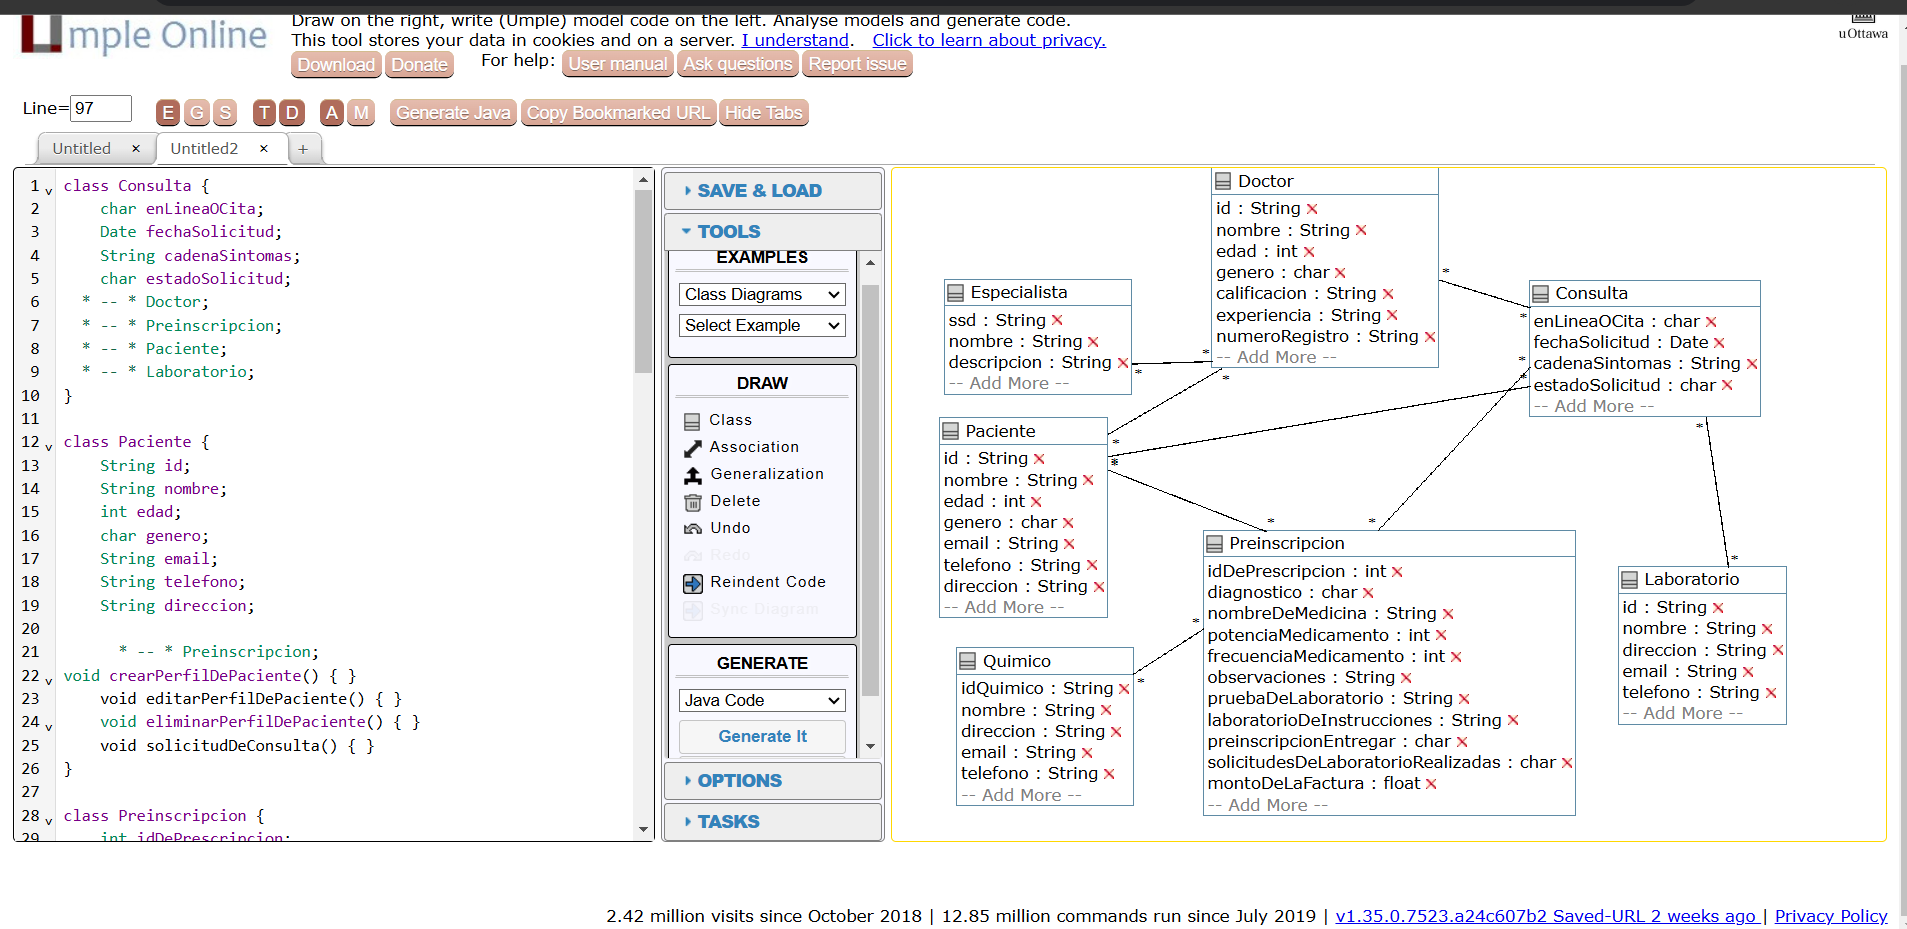 mple Online
Draw on the right, write (Umple) model code on the left. Analyse models and generate code.
This tool stores your data in cookies and on a server. I understand. Click to learn about privacy.
Download Donate For help: User manual Ask questions Report issue
uOttawa
Line= 97 E G S T D A M Generate Java Copy Bookmarked URL Hide Tabs
Untitled × Untitled2 × +
1 class Consulta {
2 char enLineaOCita;
3 Date fechaSolicitud;
4 String cadenaSintomas;
5 char estadoSolicitud;
6 * -- * Doctor;
7 * -- * Preinscripcion;
8 * -- * Paciente;
9 * -- * Laboratorio;
10 }
11
12 class Paciente {
13 String id;
14 String nombre;
15 int edad;
16 char genero;
17 String email;
18 String telefono;
19 String direccion;
20
21 * -- * Preinscripcion;
22 void crearPerfilDePaciente() { }
23 void editarPerfilDePaciente() { }
24 void eliminarPerfilDePaciente() { }
25 void solicitudDeConsulta() { }
26 }
27
28 class Preinscripcion {
29 int idDePrescripcion;
SAVE & LOAD
TOOLS
EXAMPLES
Class Diagrams
Select Example
DRAW
Class
Association
Generalization
Delete
Undo
Redo
Reindent Code
Sync Diagram
GENERATE
Java Code
Generate It
OPTIONS
TASKS
Doctor
id : String
nombre : String
edad : int
genero : char
calificacion : String
experiencia : String
numeroRegistro : String
-- Add More --
Especialista
ssd : String
nombre : String
descripcion : String
-- Add More --
Consulta
enLineaOCita : char
fechaSolicitud : Date
cadenaSintomas : String
estadoSolicitud : char
-- Add More --
Paciente
id : String
nombre : String
edad : int
genero : char
email : String
telefono : String
direccion : String
-- Add More --
Preinscripcion
idDePrescripcion : int
diagnostico : char
nombreDeMedicina : String
potenciaMedicamento : int
frecuenciaMedicamento : int
observaciones : String
pruebaDeLaboratorio : String
laboratorioDeInstrucciones : String
preinscripcionEntregar : char
solicitudesDeLaboratorioRealizadas : char
montoDeLaFactura : float
-- Add More --
Laboratorio
id : String
nombre : String
direccion : String
email : String
telefono : String
-- Add More --
Quimico
idQuimico : String
nombre : String
direccion : String
email : String
telefono : String
-- Add More --
2.42 million visits since October 2018 | 12.85 million commands run since July 2019 | v1.35.0.7523.a24c607b2 Saved-URL 2 weeks ago | Privacy Policy